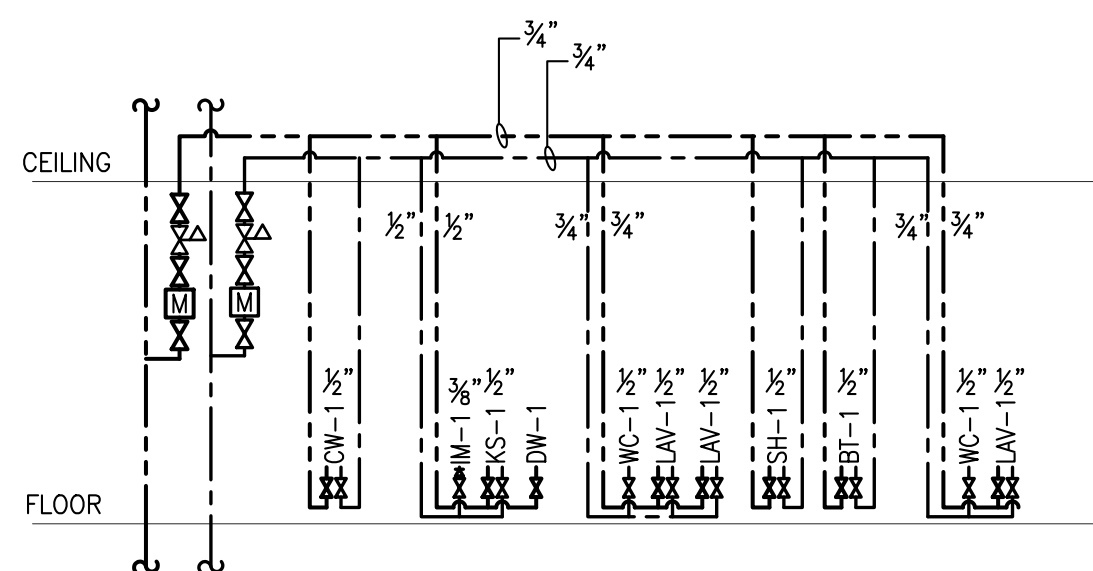 3/4"
3/4"
CEILING
1/2" 1/2" 3/4" 3/4" 3/4" 3/4"
M M
1/2" 3/8" 1/2" 1/2" 1/2" 1/2" 1/2" 1/2" 1/2" 1/2"
CW-1 IM-1 KS-1 DW-1 WC-1 LAV-1 LAV-1 SH-1 BT-1 WC-1 LAV-1
FLOOR